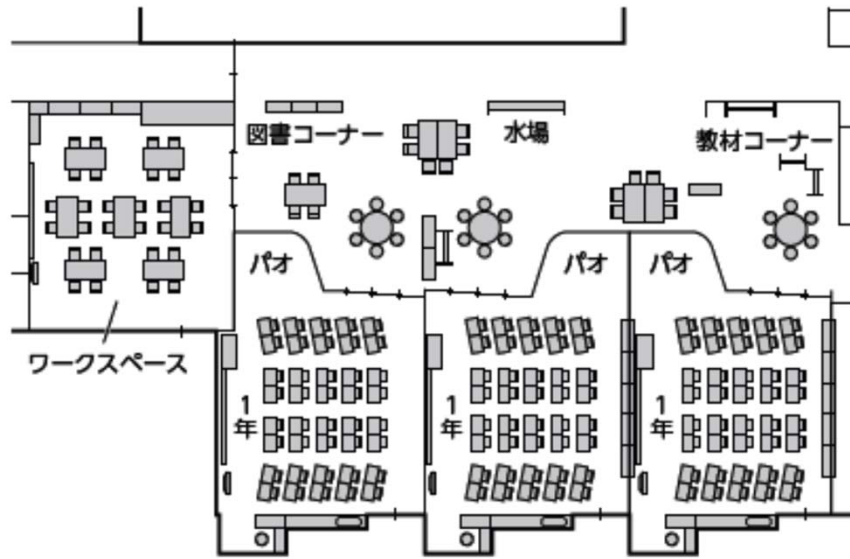 図書コーナー
水場
教材コーナー
パオ
パオ
パオ
ワークスペース
1年
1年
1年